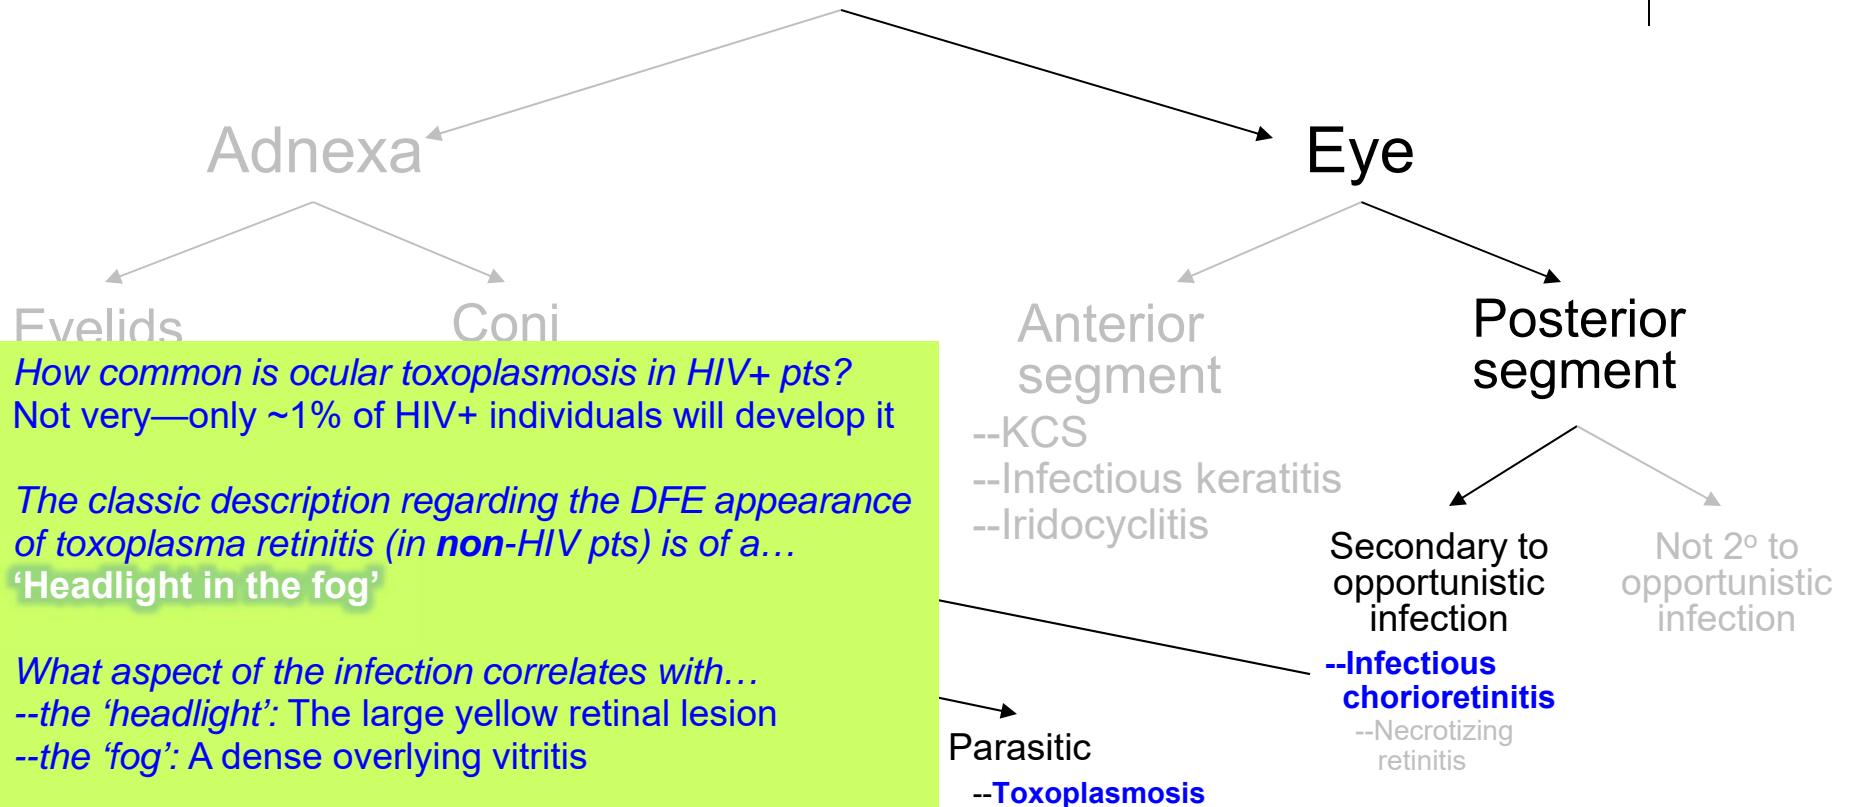 Adnexa
Eye
Eyelids
Conj
Anterior
segment
--KCS
--Infectious keratitis
--Iridocyclitis
Posterior
segment
How common is ocular toxoplasmosis in HIV+ pts?
Not very—only ~1% of HIV+ individuals will develop it
The classic description regarding the DFE appearance
of toxoplasma retinitis (in non-HIV pts) is of a…
‘Headlight in the fog’
What aspect of the infection correlates with…
--the ‘headlight’: The large yellow retinal lesion
--the ‘fog’: A dense overlying vitritis
Secondary to
opportunistic
infection
--Infectious
chorioretinitis
--Necrotizing
retinitis
Not 2º to
opportunistic
infection
Parasitic
--Toxoplasmosis